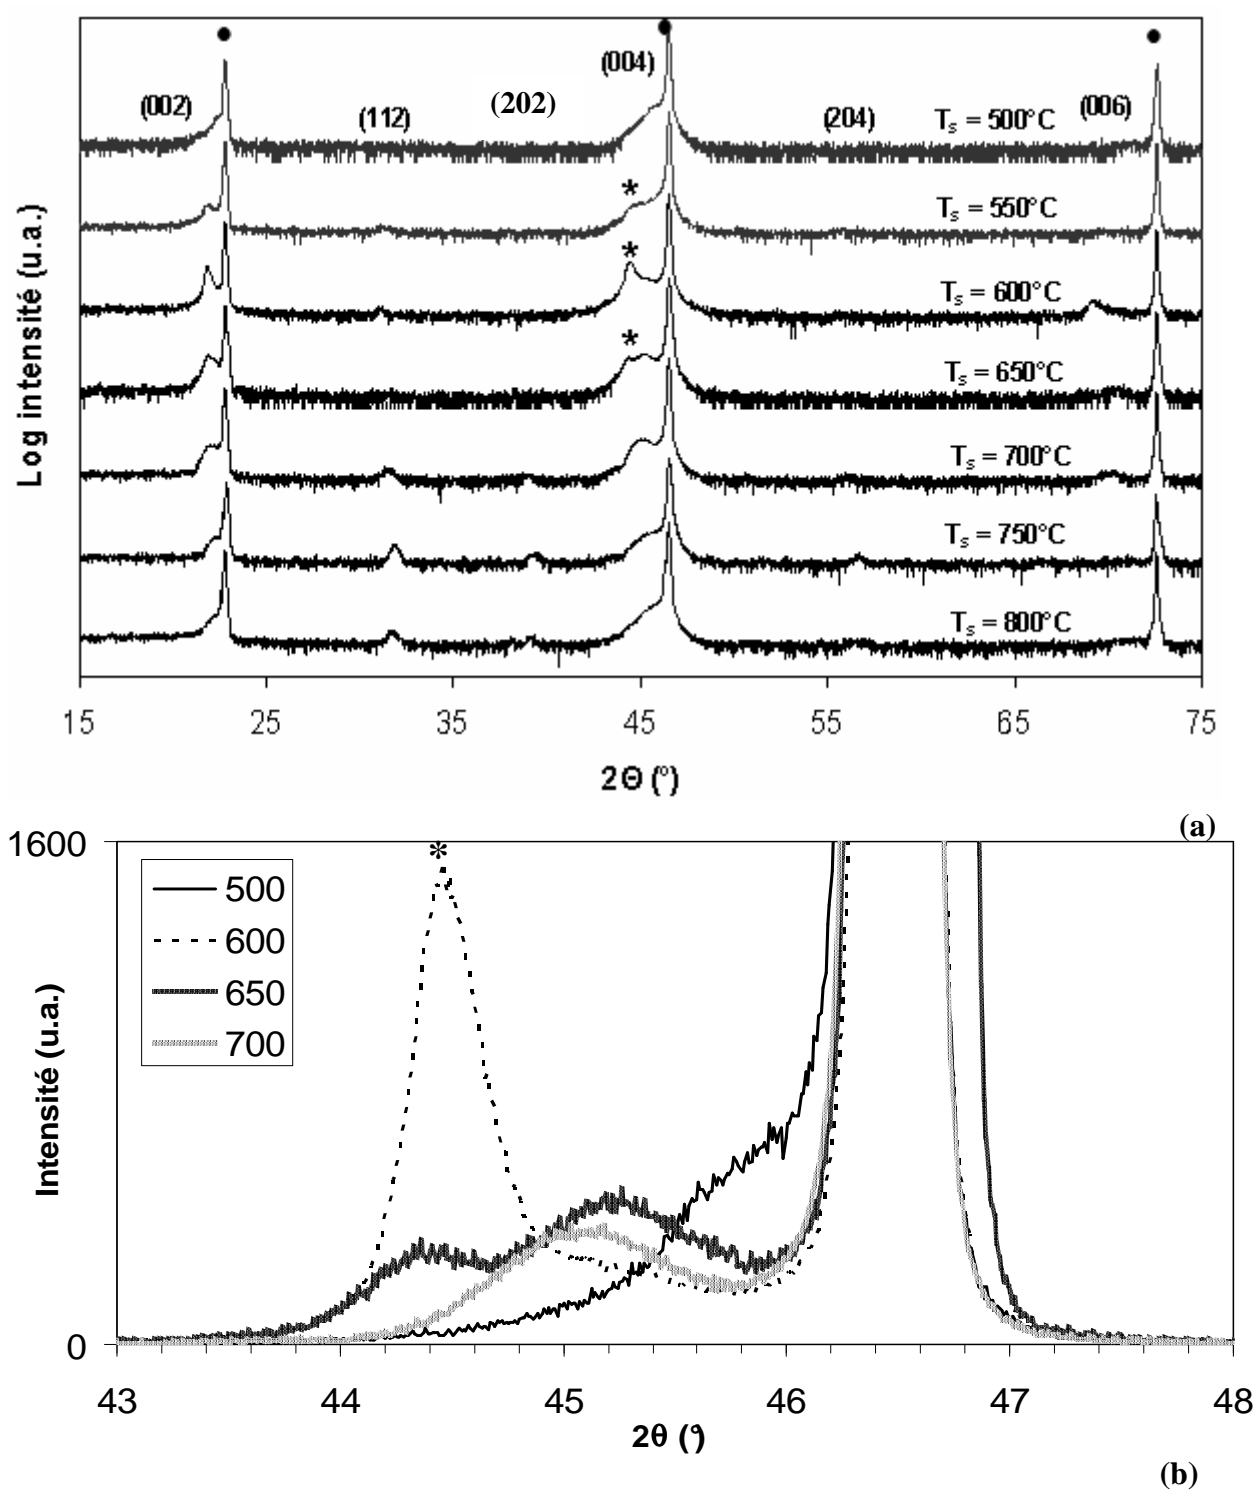 (004)
(002) (112) (202) (204) (006)
Ts = 500°C
*
Ts = 550°C
*
Ts = 600°C
*
Ts = 650°C
Ts = 700°C
Ts = 750°C
Ts = 800°C
Log intensité (u.a.)
15 25 35 45 55 65 75
2Θ (°)
(a)
1600
*
500
600
650
700
Intensité (u.a.)
0
43 44 45 46 47 48
2θ (°)
(b)